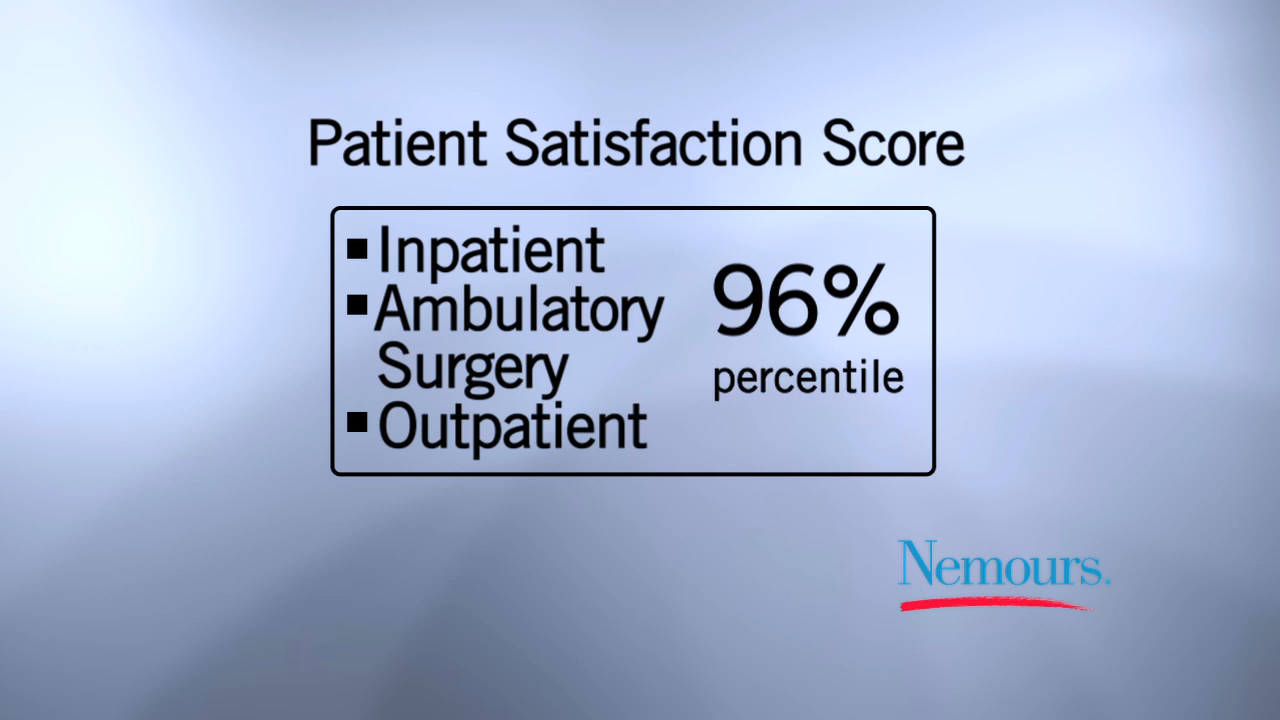 Patient Satisfaction Score
▪ Inpatient
▪ Ambulatory
Surgery
▪ Outpatient
96%
percentile
Nemours.